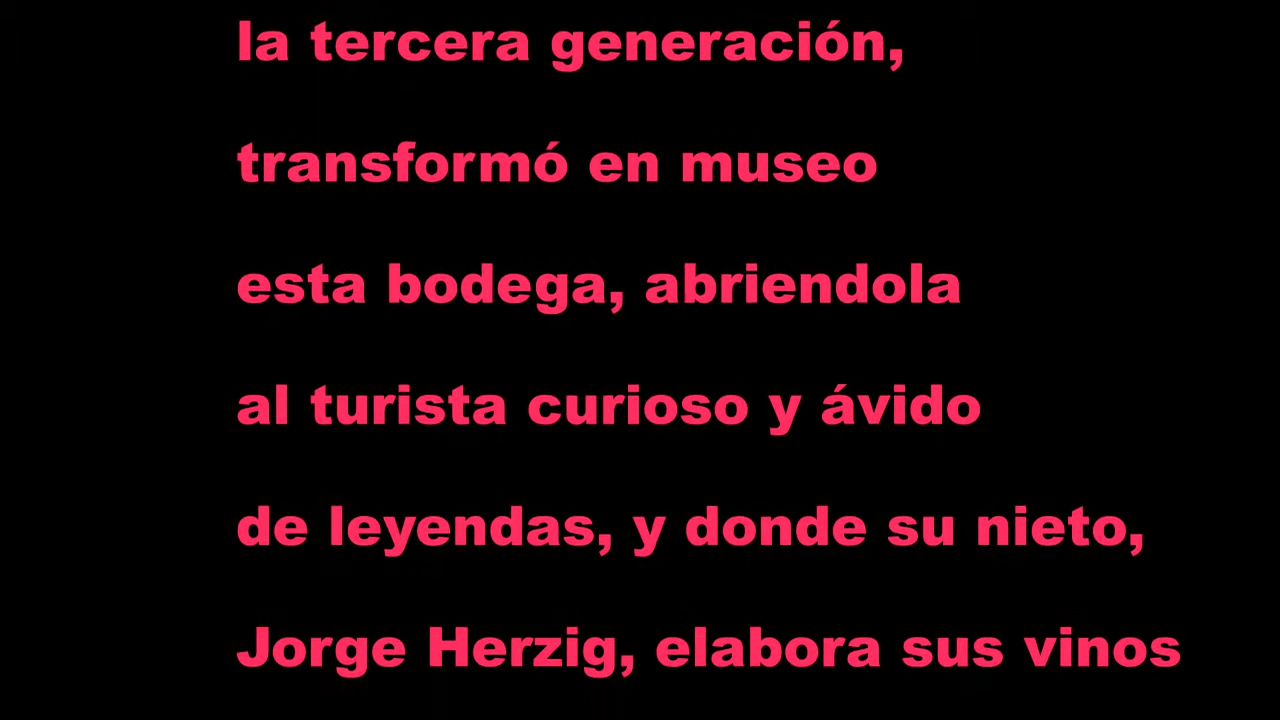 la tercera generación,
transformó en museo
esta bodega, abriendola
al turista curioso y ávido
de leyendas, y donde su nieto,
Jorge Herzig, elabora sus vinos